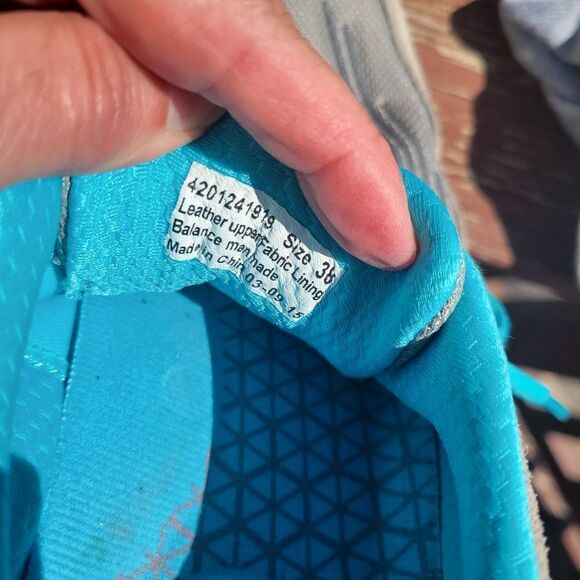 4201241919 Size 38
Leather upper/Fabric Lining
Balance man made
Made in China 03-09-15